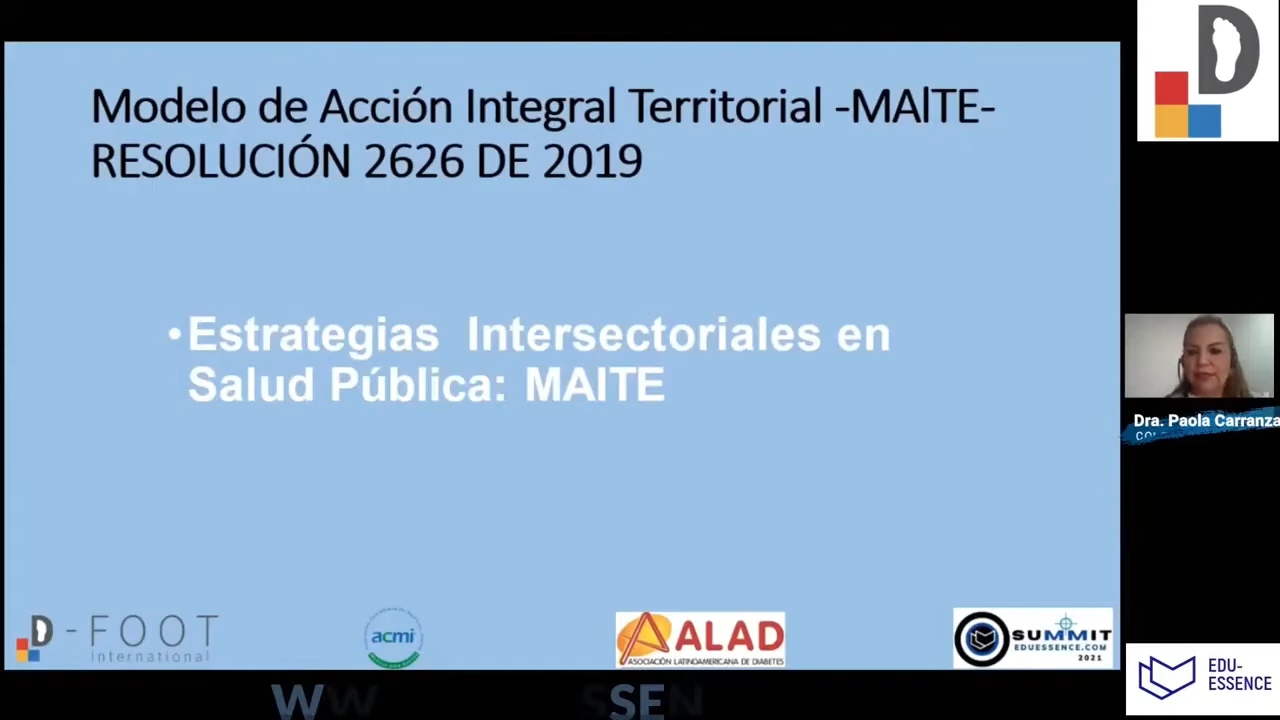 Modelo de Acción Integral Territorial -MAlTE-
RESOLUCIÓN 2626 DE 2019
•Estrategias Intersectoriales en
Salud Pública: MAITE
D
Dra. Paola Carranza
D-FOOT
international
acmi
ALAD
ASOCIACIÓN LATINOAMERICANA DE DIABETES
SUMMIT
EDUESSENCE.COM
2021
EDU-
ESSENCE